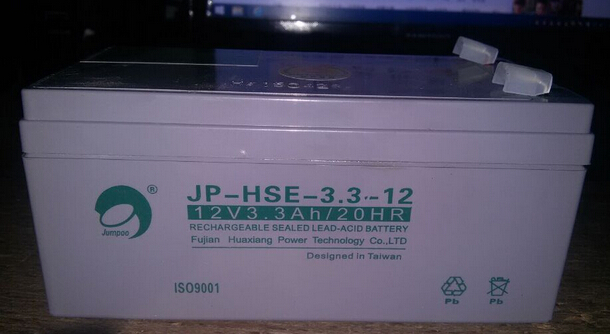 JP-HSE-3.3-12
12V3.3Ah/20HR
RECHARGEABLE SEALED LEAD-ACID BATTERY
Fujian Huaxiang Power Technology Co.,LTD
Designed in Taiwan
®
Jumpoo
ISO9001
Pb Pb